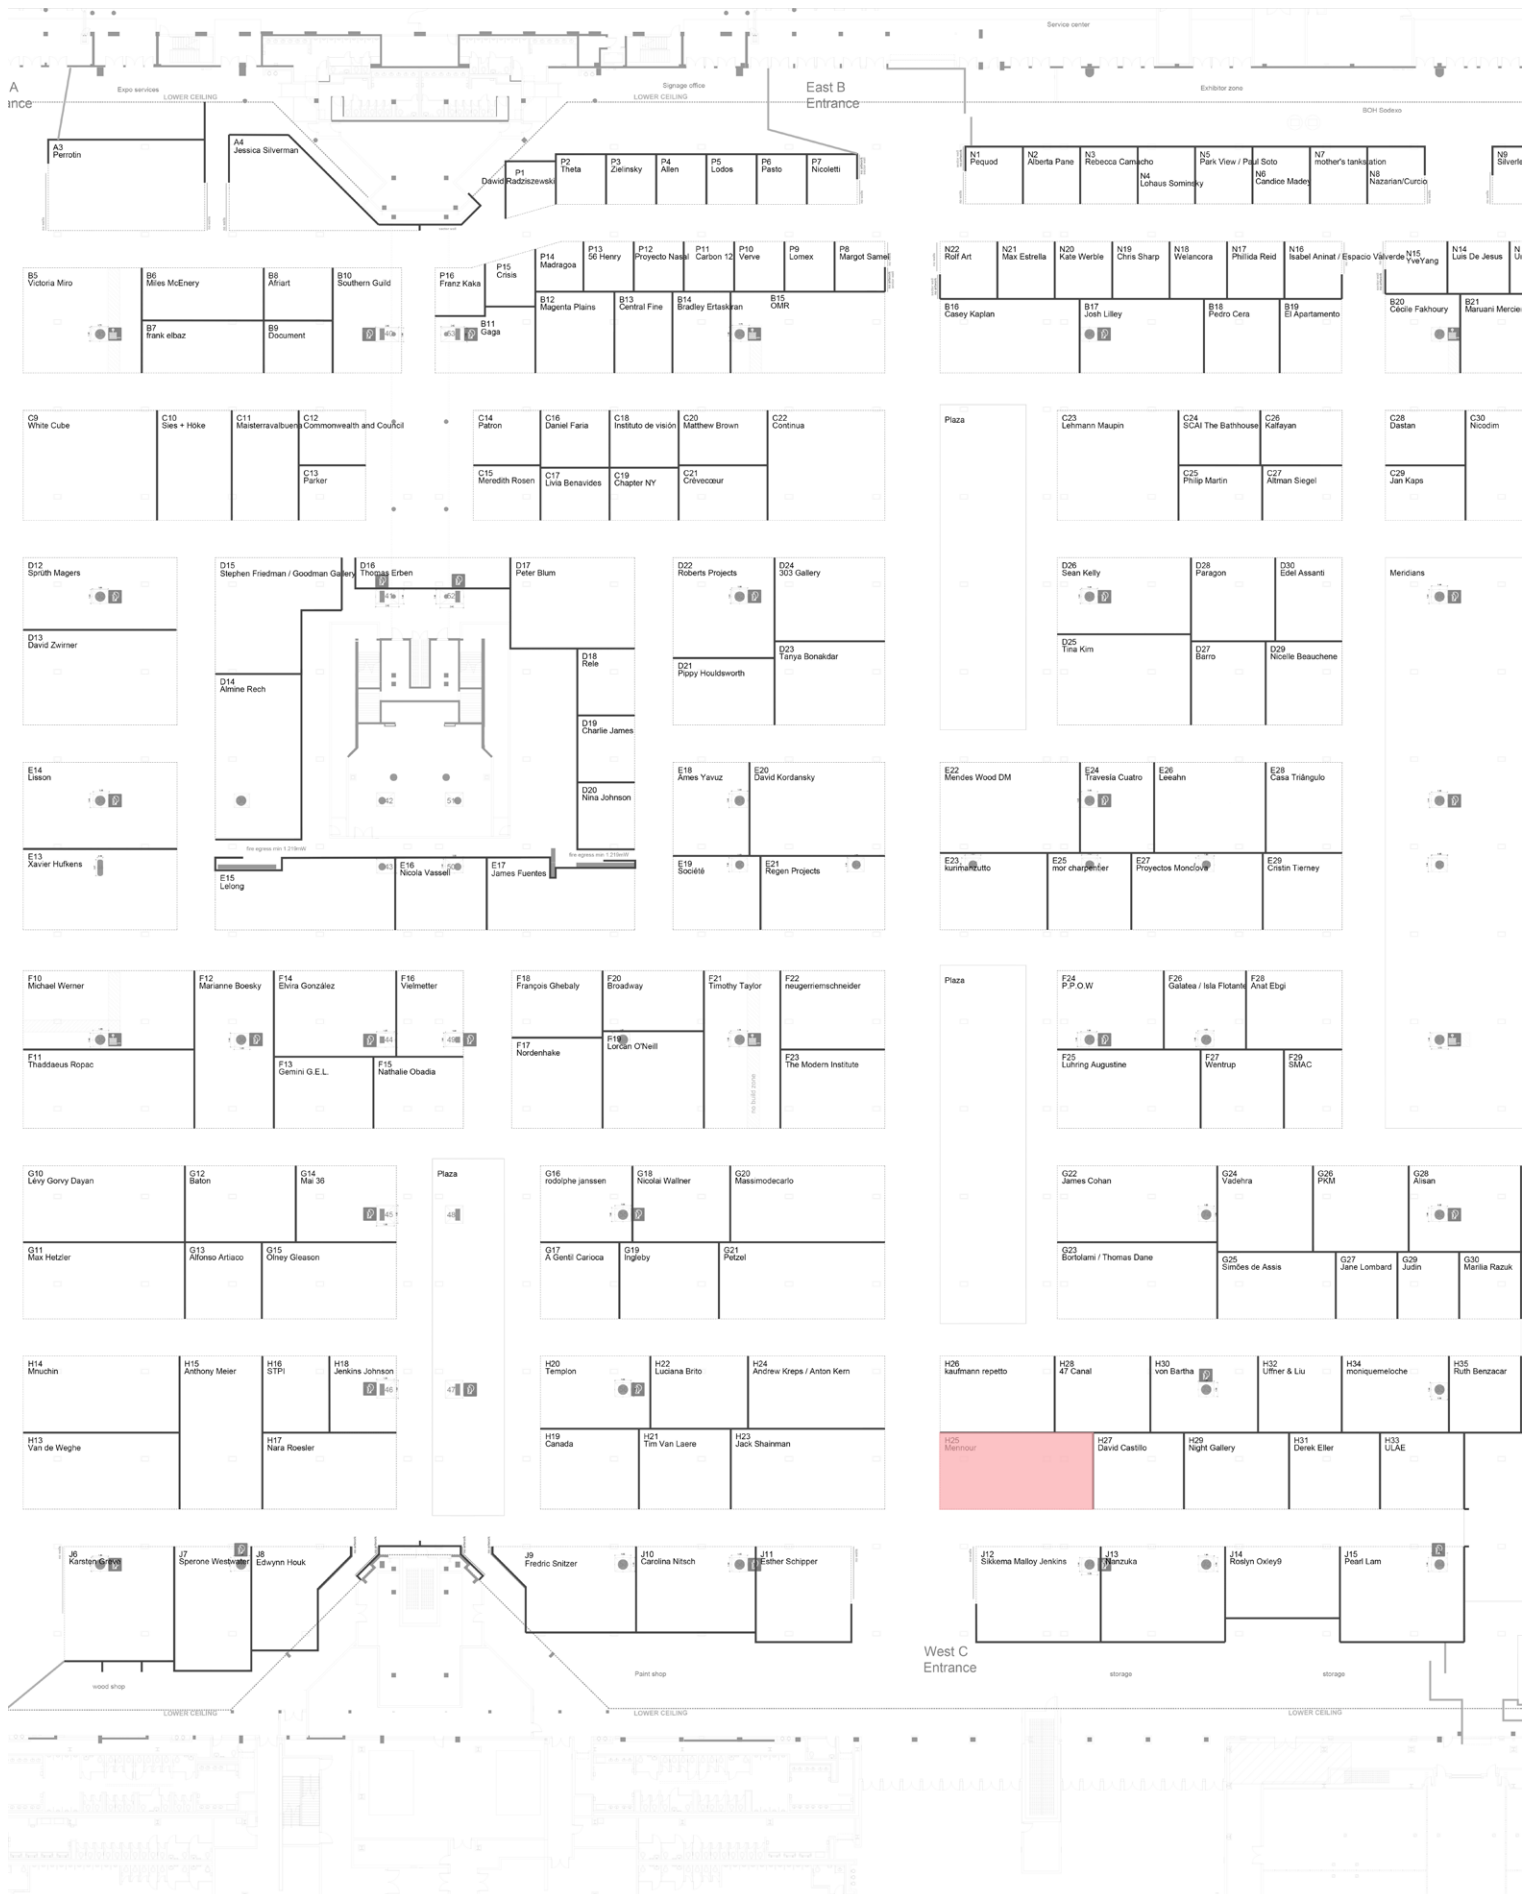 Service center
A
ance
Expo services
LOWER CEILING
Signage office
LOWER CEILING
East B
Entrance
Exhibitor zone
BOH Sodexo
A3
Perrotin
A4
Jessica Silverman
P1
Dawid Radziszewski
P2
Theta
P3
Zielinsky
P4
Allen
P5
Lodos
P6
Pasto
P7
Nicoletti
N1
Pequod
N2
Alberta Pane
N3
Rebecca Camacho
N4
Lohaus Sominsky
N5
Park View / Paul Soto
N6
Candice Madey
N7
mother's tankstation
N8
Nazarian/Curcio
N9
Silverle
B5
Victoria Miro
B6
Miles McEnery
B7
frank elbaz
B8
Afriart
B9
Document
B10
Southern Guild
P16
Franz Kaka
P15
Crisis
P14
Madragoa
P13
56 Henry
P12
Proyecto Nasal
P11
Carbon 12
P10
Verve
P9
Lomex
P8
Margot Samel
B11
Gaga
B12
Magenta Plains
B13
Central Fine
B14
Bradley Ertaskiran
B15
OMR
N22
Rolf Art
N21
Max Estrella
N20
Kate Werble
N19
Chris Sharp
N18
Welancora
N17
Phillida Reid
N16
Isabel Aninat / Espacio Valverde
N15
YveYang
N14
Luis De Jesus
B16
Casey Kaplan
B17
Josh Lilley
B18
Pedro Cera
B19
El Apartamento
B20
Cécile Fakhoury
B21
Maruani Mercie
C9
White Cube
C10
Sies + Höke
C11
Maisterravalbuena
C12
Commonwealth and Council
C13
Parker
C14
Patron
C15
Meredith Rosen
C16
Daniel Faria
C17
Livia Benavides
C18
Instituto de visión
C19
Chapter NY
C20
Matthew Brown
C21
Crèvecœur
C22
Continua
Plaza
C23
Lehmann Maupin
C24
SCAI The Bathhouse
C25
Philip Martin
C26
Kalfayan
C27
Altman Siegel
C28
Dastan
C29
Jan Kaps
C30
Nicodim
D12
Sprüth Magers
D13
David Zwirner
D15
Stephen Friedman / Goodman Gallery
D14
Almine Rech
D16
Thomas Erben
D17
Peter Blum
D18
Rele
D19
Charlie James
D20
Nina Johnson
D22
Roberts Projects
D21
Pippy Houldsworth
D24
303 Gallery
D23
Tanya Bonakdar
D26
Sean Kelly
D25
Tina Kim
D28
Paragon
D27
Barro
D30
Edel Assanti
D29
Nicelle Beauchene
Meridians
42
51
E14
Lisson
E13
Xavier Hufkens
fire egress min 1.219mW
fire egress min 1.219mW
E15
Lelong
E16
Nicola Vassell
E17
James Fuentes
E18
Ames Yavuz
E19
Société
E20
David Kordansky
E21
Regen Projects
E22
Mendes Wood DM
E23
kurimanzutto
E24
Travesía Cuatro
E25
mor charpentier
E26
Leeahn
E27
Proyectos Monclova
E28
Casa Triângulo
E29
Cristin Tierney
F10
Michael Werner
F11
Thaddaeus Ropac
F12
Marianne Boesky
F14
Elvira González
F13
Gemini G.E.L.
F16
Vielmetter
F15
Nathalie Obadia
F18
François Ghebaly
F17
Nordenhake
F20
Broadway
F19
Lorcan O'Neill
F21
Timothy Taylor
F22
neugerriemschneider
F23
The Modern Institute
Plaza
F24
P.P.O.W
F25
Luhring Augustine
F26
Galatea / Isla Flotante
F27
Wentrup
F28
Anat Ebgi
F29
SMAC
G10
Lévy Gorvy Dayan
G11
Max Hetzler
G12
Baton
G13
Alfonso Artiaco
G14
Mai 36
G15
Olney Gleason
45
Plaza
48
G16
rodolphe janssen
G17
A Gentil Carioca
G18
Nicolai Wallner
G19
Ingleby
G20
Massimodecarlo
G21
Petzel
G22
James Cohan
G23
Bortolami / Thomas Dane
G24
Vadehra
G25
Simões de Assis
G26
PKM
G27
Jane Lombard
G28
Alisan
G29
Judin
G30
Marilia Razuk
H14
Mnuchin
H13
Van de Weghe
H15
Anthony Meier
H16
STPI
H18
Jenkins Johnson
H17
Nara Roesler
46
47
H20
Templon
H19
Canada
H22
Luciana Brito
H21
Tim Van Laere
H24
Andrew Kreps / Anton Kern
H23
Jack Shainman
H26
kaufmann repetto
H25
Mennour
H28
47 Canal
H27
David Castillo
H30
von Bartha
H29
Night Gallery
H32
Uffner & Liu
H31
Derek Eller
H34
moniquemeloche
H33
ULAE
H35
Ruth Benzacar
J6
Karsten Greve
J7
Sperone Westwater
J8
Edwynn Houk
J9
Fredric Snitzer
J10
Carolina Nitsch
J11
Esther Schipper
J12
Sikkema Malloy Jenkins
J13
Nanzuka
J14
Roslyn Oxley9
J15
Pearl Lam
West C
Entrance
wood shop
Paint shop
storage
storage
LOWER CEILING
LOWER CEILING
LOWER CEILING